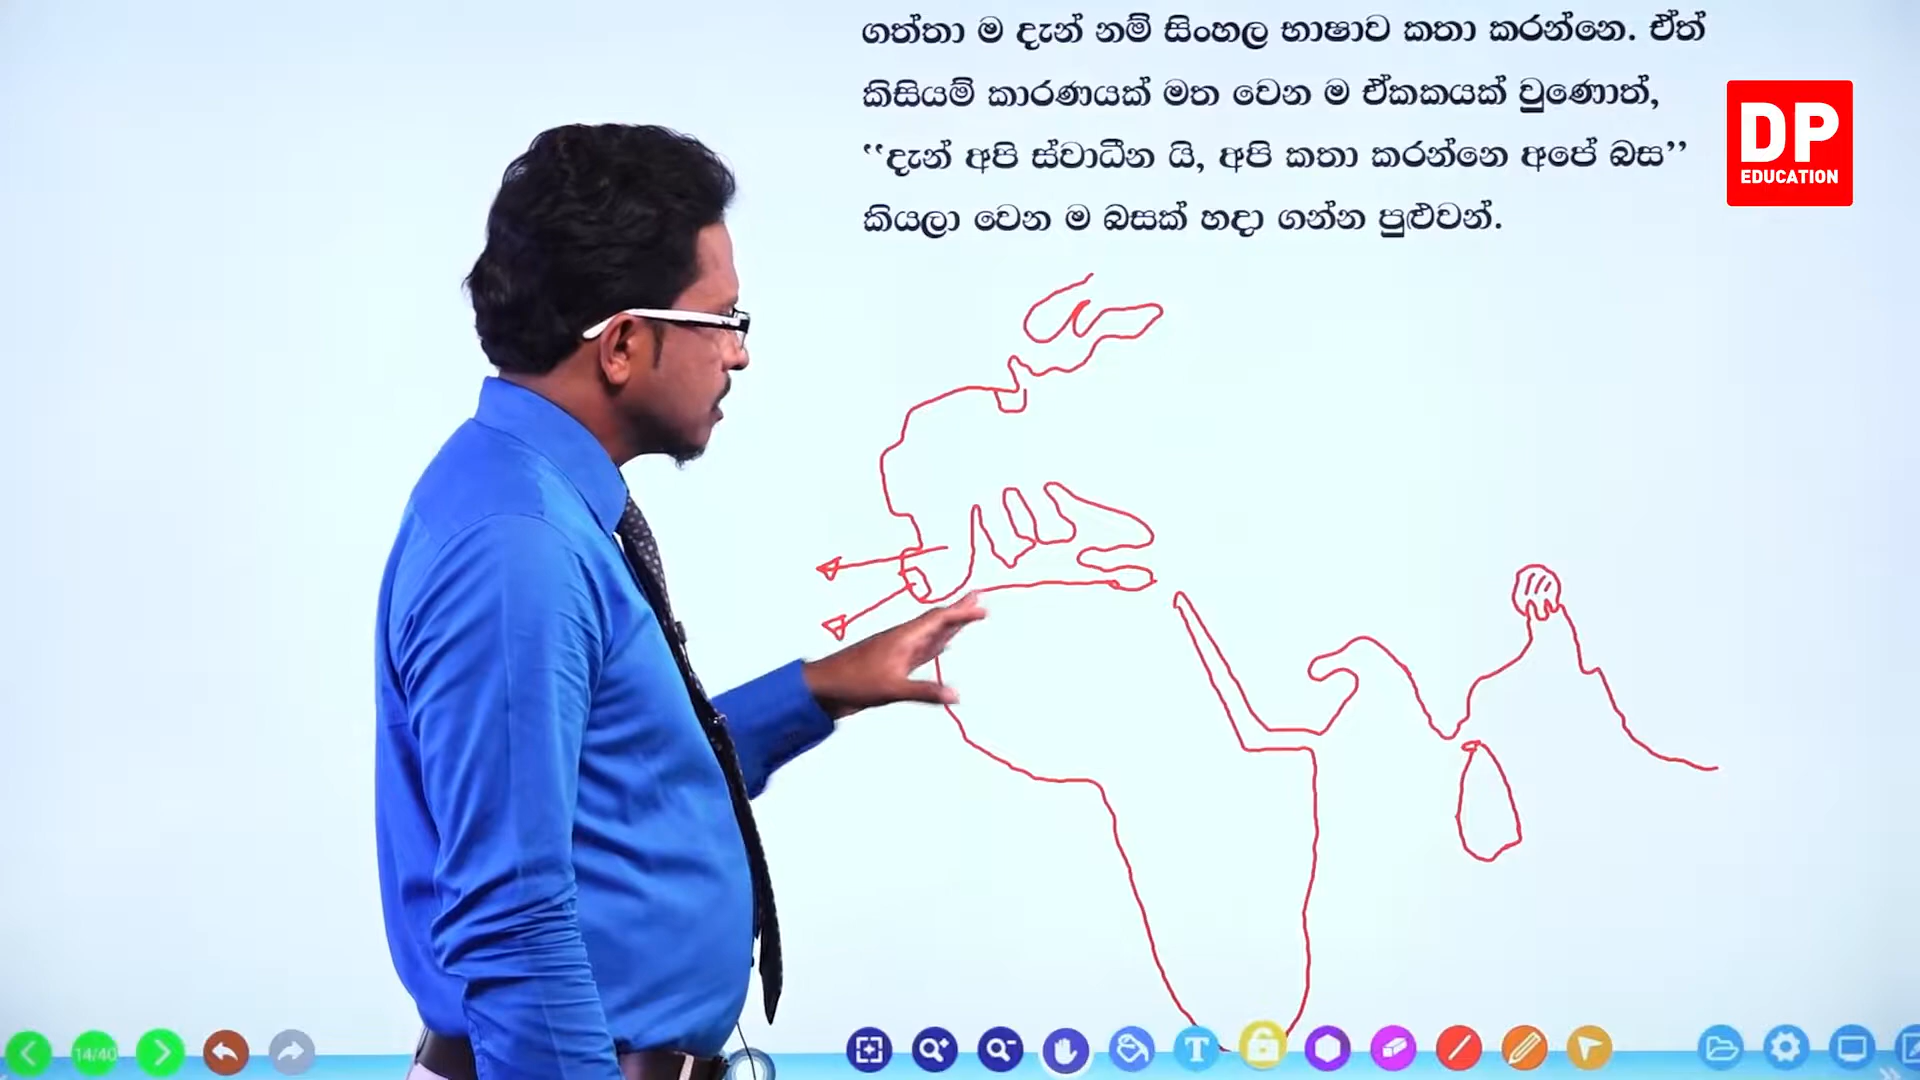 ගත්තා ම දැන් නම් සිංහල භාෂාව කතා කරන්නෙ. ඒත්
කිසියම් කාරණයක් මත වෙන ම ඒකකයක් වුණොත්,
‘‘දැන් අපි ස්වාධීන යි, අපි කතා කරන්නෙ අපේ බස’’
කියලා වෙන ම බසක් හදා ගන්න පුළුවන්.
DP
EDUCATION
14/40
T